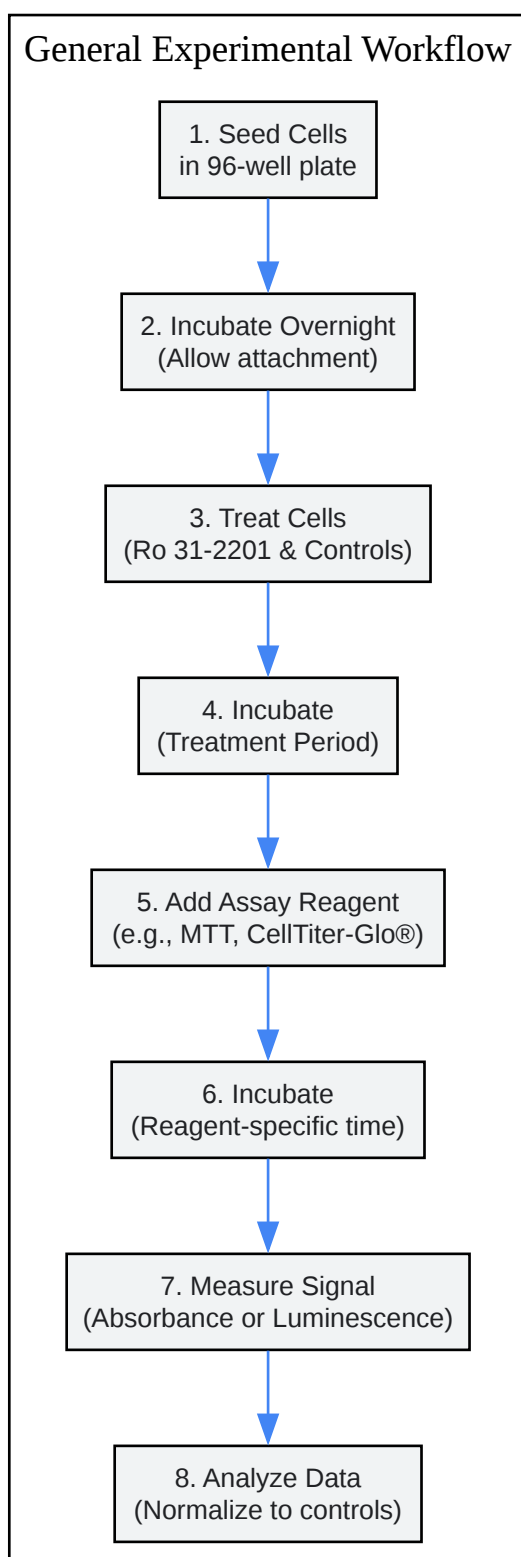 General Experimental Workflow
1. Seed Cells
in 96-well plate
2. Incubate Overnight
(Allow attachment)
3. Treat Cells
(Ro 31-2201 & Controls)
4. Incubate
(Treatment Period)
5. Add Assay Reagent
(e.g., MTT, CellTiter-Glo®)
6. Incubate
(Reagent-specific time)
7. Measure Signal
(Absorbance or Luminescence)
8. Analyze Data
(Normalize to controls)